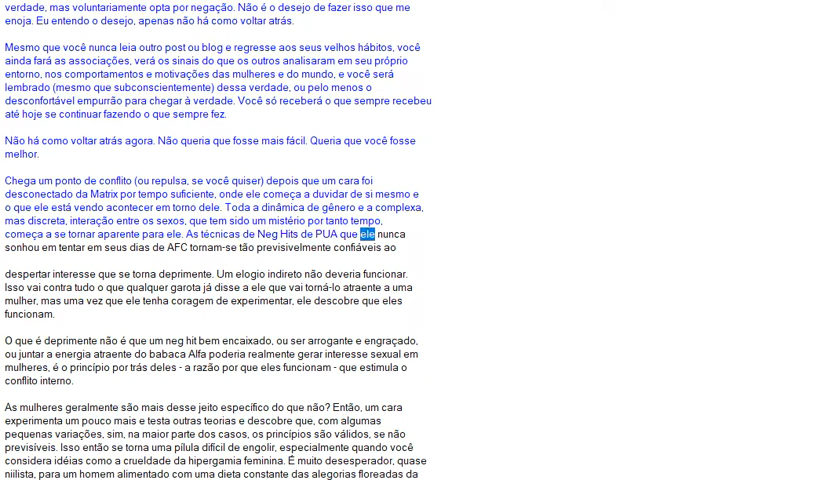 verdade, mas voluntariamente opta por negação. Não é o desejo de fazer isso que me
enoja. Eu entendo o desejo, apenas não há como voltar atrás.
Mesmo que você nunca leia outro post ou blog e regresse aos seus velhos hábitos, você
ainda fará as associações, verá os sinais do que os outros analisaram em seu próprio
entorno, nos comportamentos e motivações das mulheres e do mundo, e você será
lembrado (mesmo que subconscientemente) dessa verdade, ou pelo menos o
desconfortável empurrão para chegar à verdade. Você só receberá o que sempre recebeu
até hoje se continuar fazendo o que sempre fez.
Não há como voltar atrás agora. Não queria que fosse mais fácil. Queria que você fosse
melhor.
Chega um ponto de conflito (ou repulsa, se você quiser) depois que um cara foi
desconectado da Matrix por tempo suficiente, onde ele começa a duvidar de si mesmo e
o que ele está vendo acontecer em torno dele. Toda a dinâmica de gênero e a complexa,
mas discreta, interação entre os sexos, que tem sido um mistério por tanto tempo,
começa a se tornar aparente para ele. As técnicas de Neg Hits de PUA que ele nunca
sonhou em tentar em seus dias de AFC tornam-se tão previsivelmente confiáveis ao
despertar interesse que se torna deprimente. Um elogio indireto não deveria funcionar.
Isso vai contra tudo o que qualquer garota já disse a ele que vai torná-lo atraente a uma
mulher, mas uma vez que ele tenha coragem de experimentar, ele descobre que eles
funcionam.
O que é deprimente não é que um neg hit bem encaixado, ou ser arrogante e engraçado,
ou juntar a energia atraente do babaca Alfa poderia realmente gerar interesse sexual em
mulheres, é o princípio por trás deles - a razão por que eles funcionam - que estimula o
conflito interno.
As mulheres geralmente são mais desse jeito específico do que não? Então, um cara
experimenta um pouco mais e testa outras teorias e descobre que, com algumas
pequenas variações, sim, na maior parte dos casos, os princípios são válidos, se não
previsíveis. Isso então se torna uma pílula difícil de engolir, especialmente quando você
considera idéias como a crueldade da hipergamia feminina. É muito desesperador, quase
niilista, para um homem alimentado com uma dieta constante das alegorias floreadas da